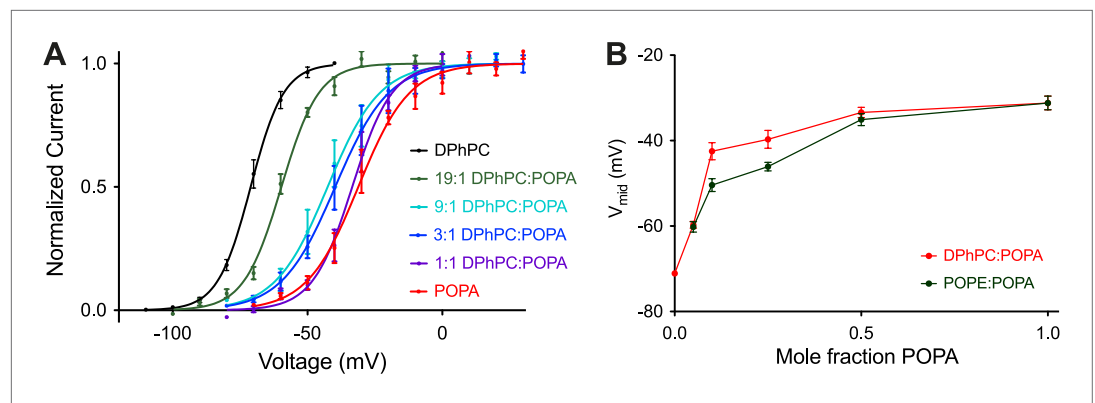 A
Normalized Current
1.0
0.5
0.0
-100
-50
0
Voltage (mV)
DPhPC
19:1 DPhPC:POPA
9:1 DPhPC:POPA
3:1 DPhPC:POPA
1:1 DPhPC:POPA
POPA
B
Vmid (mV)
-20
-40
-60
-80
0.0
0.5
1.0
Mole fraction POPA
DPhPC:POPA
POPE:POPA